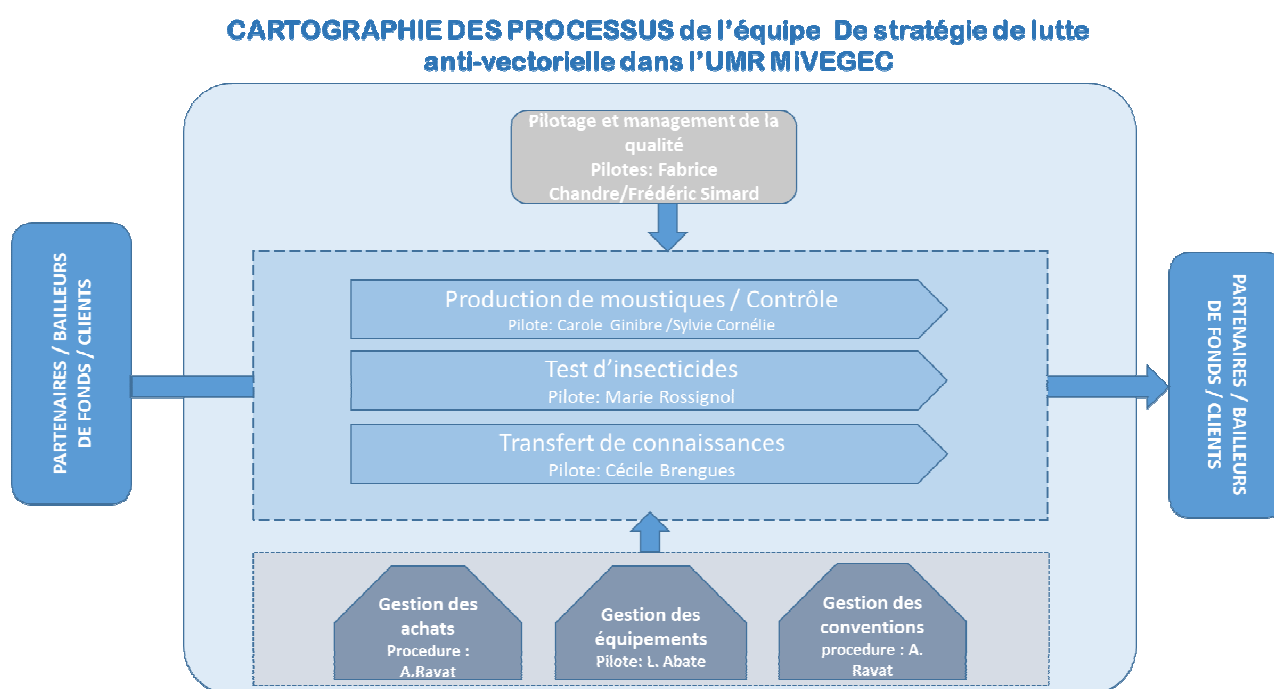 CARTOGRAPHIE DES PROCESSUS de l'équipe De stratégie de lutte
anti-vectorielle dans l'UMR MIVEGEC
Pilotage et management de la
qualité
Pilotes: Fabrice
Chandre/Frédéric Simard
PARTENAIRES / BAILLEURS
DE FONDS / CLIENTS
Production de moustiques / Contrôle
Pilote: Carole Ginibre /Sylvie Cornélie
Test d'insecticides
Pilote: Marie Rossignol
Transfert de connaissances
Pilote: Cécile Brengues
PARTENAIRES / BAILLEURS
DE FONDS / CLIENTS
Gestion des
achats
Procedure :
A.Ravat
Gestion des
équipements
Pilote: L. Abate
Gestion des
conventions
procedure : A.
Ravat